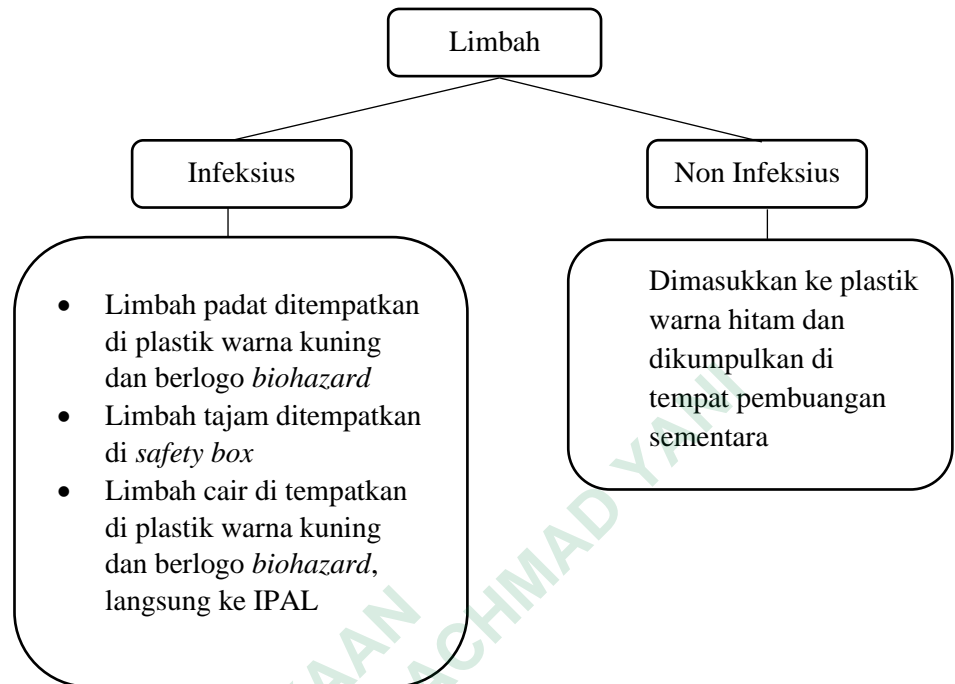 Limbah
Infeksius
Non Infeksius
• Limbah padat ditempatkan
di plastik warna kuning
dan berlogo biohazard
• Limbah tajam ditempatkan
di safety box
• Limbah cair di tempatkan
di plastik warna kuning
dan berlogo biohazard,
langsung ke IPAL
Dimasukkan ke plastik
warna hitam dan
dikumpulkan di
tempat pembuangan
sementara
ACHMAD YANI